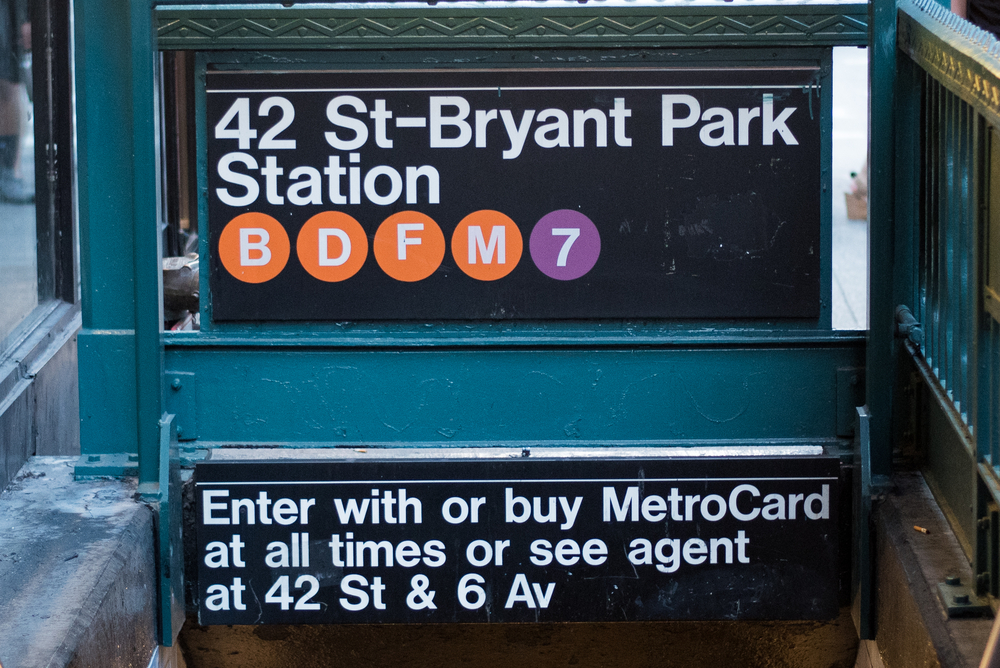 42 St-Bryant Park
Station
B D F M 7
Enter with or buy MetroCard
at all times or see agent
at 42 St & 6 Av